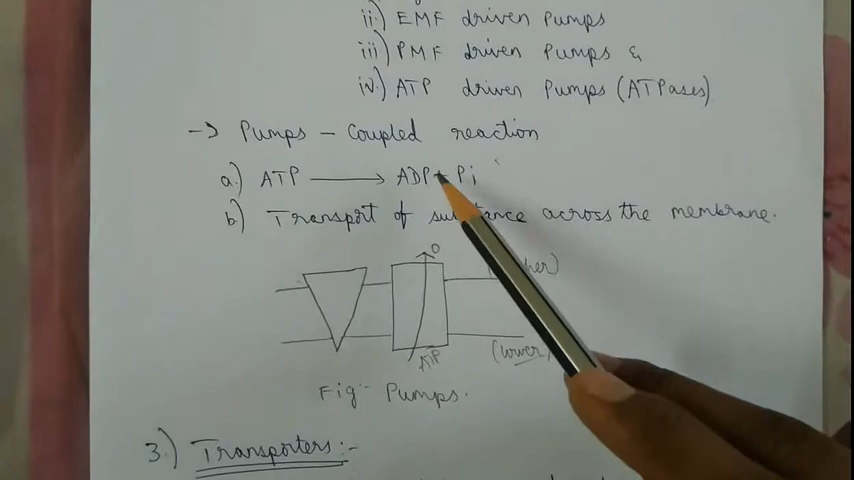 ii.) EMF driven Pumps
iii) PMF driven Pumps &
iv.) ATP driven Pumps (ATPases)
-> Pumps - Coupled reaction
a.) ATP → ADP + Pi
b) Transport of substance across the membrane.
ATP
(lower)
Fig:- Pumps.
3.) Transporters:-